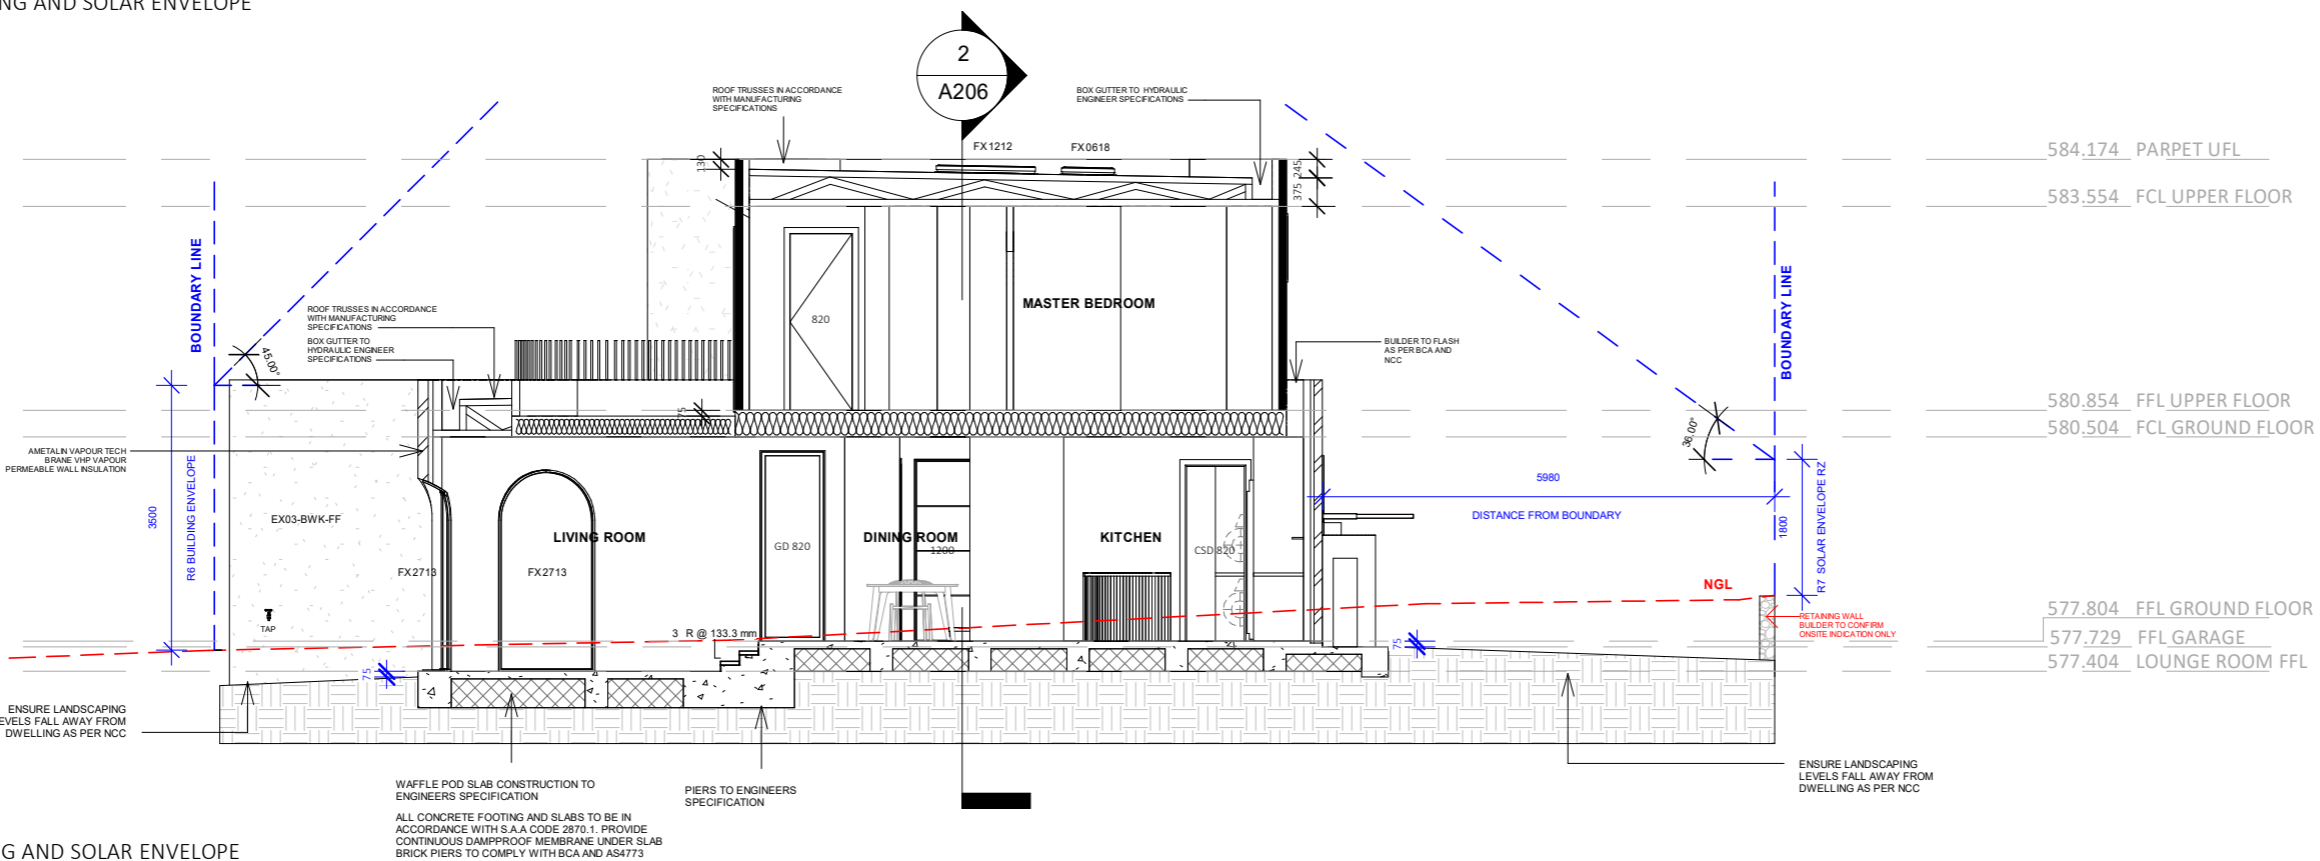 NG AND SOLAR ENVELOPE
2
A206
ROOF TRUSSES IN ACCORDANCE
WITH MANUFACTURING
SPECIFICATIONS
BOX GUTTER TO HYDRAULIC
ENGINEER SPECIFICATIONS
FX1212
FX0618
130
245
375
584.174 PARPET UFL
583.554 FCL UPPER FLOOR
BOUNDARY LINE
BOUNDARY LINE
ROOF TRUSSES IN ACCORDANCE
WITH MANUFACTURING
SPECIFICATIONS
BOX GUTTER TO
HYDRAULIC ENGINEER
SPECIFICATIONS
820
MASTER BEDROOM
BUILDER TO FLASH
AS PER BCA AND
NCC
45.00°
36.00°
75
580.854 FFL UPPER FLOOR
580.504 FCL GROUND FLOOR
AMETALIN VAPOUR TECH
BRANE VHP VAPOUR
PERMEABLE WALL INSULATION
3500
R6 BUILDING ENVELOPE
EX03-BWK-FF
FX2713
LIVING ROOM
FX2713
GD 820
DINING ROOM
1200
KITCHEN
CSD 820
5980
DISTANCE FROM BOUNDARY
1800
R7 SOLAR ENVELOPE RZ
NGL
TAP
3 R @ 133.3 mm
RETAINING WALL
BUILDER TO CONFIRM
ONSITE INDICATION ONLY
577.804 FFL GROUND FLOOR
577.729 FFL GARAGE
577.404 LOUNGE ROOM FFL
75
75
ENSURE LANDSCAPING
EVELS FALL AWAY FROM
DWELLING AS PER NCC
WAFFLE POD SLAB CONSTRUCTION TO
ENGINEERS SPECIFICATION
ALL CONCRETE FOOTING AND SLABS TO BE IN
ACCORDANCE WITH S.A.A CODE 2870.1. PROVIDE
CONTINUOUS DAMPPROOF MEMBRANE UNDER SLAB
BRICK PIERS TO COMPLY WITH BCA AND AS4773
PIERS TO ENGINEERS
SPECIFICATION
ENSURE LANDSCAPING
LEVELS FALL AWAY FROM
DWELLING AS PER NCC
G AND SOLAR ENVELOPE